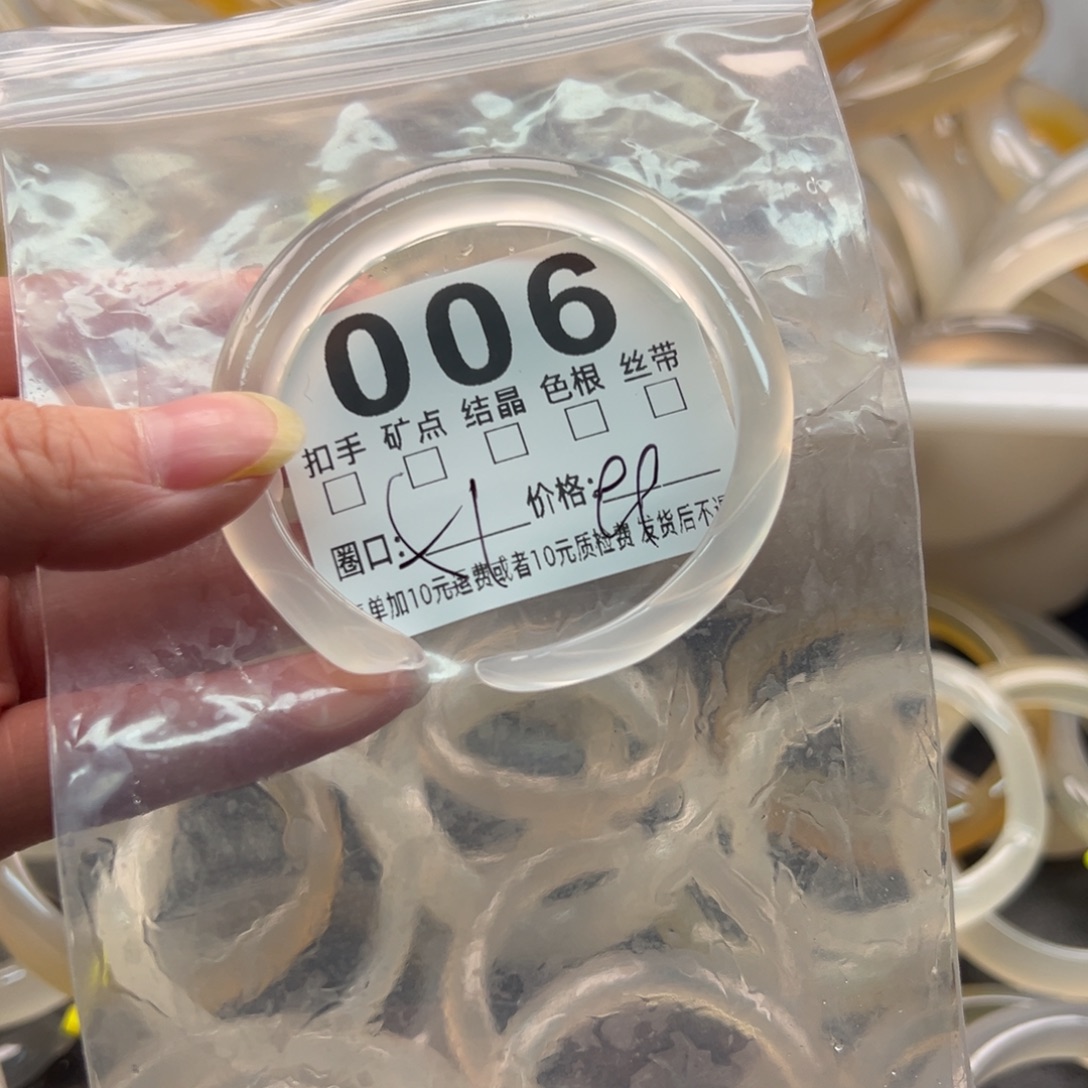 006
扣手 矿点 结晶 色根 丝带
圈口: 价格:
单加10元运费或者10元质检费 发货后不退